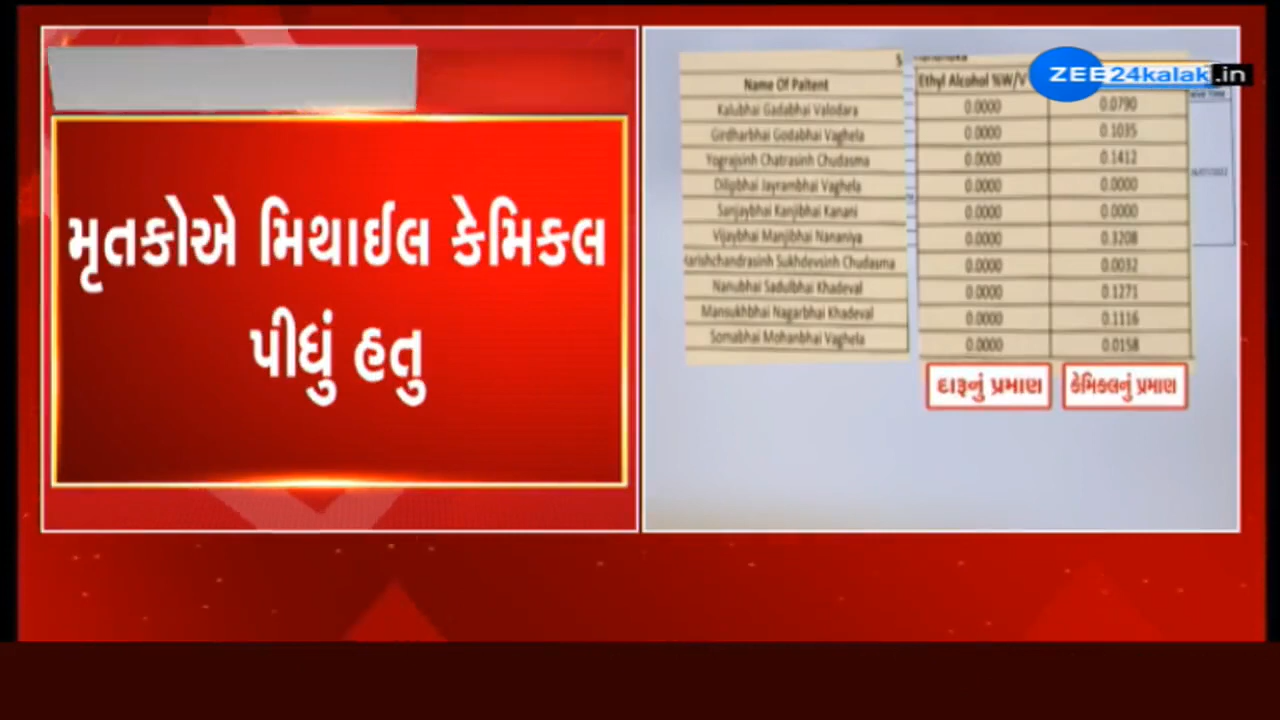 મૃતકોએ મિથાઈલ કેમિકલ
પીધું હતુ
ZEE24kalak.in
Name Of Paitent Ethyl Alcohol %W/V
Kalubhai Gadabhai Valodara 0.0000 0.0790
Girdharbhai Godabhai Vaghela 0.0000 0.1035
Yograjsinh Chatrasinh Chudasma 0.0000 0.1412
Dilipbhai Jayrambhai Vaghela 0.0000 0.0000
Sanjaybhai Kanjibhai Kanani 0.0000 0.0000
Vijaybhai Manjibhai Nananiya 0.0000 0.3208
arishchandrasinh Sukhdevsinh Chudasma 0.0000 0.0032
Nanubhai Sadulbhai Khadeval 0.0000 0.1271
Mansukhbhai Nagarbhai Khadeval 0.0000 0.1116
Somabhai Mohanbhai Vaghela 0.0000 0.0158
દારૂનું પ્રમાણ કેમિકલનું પ્રમાણ